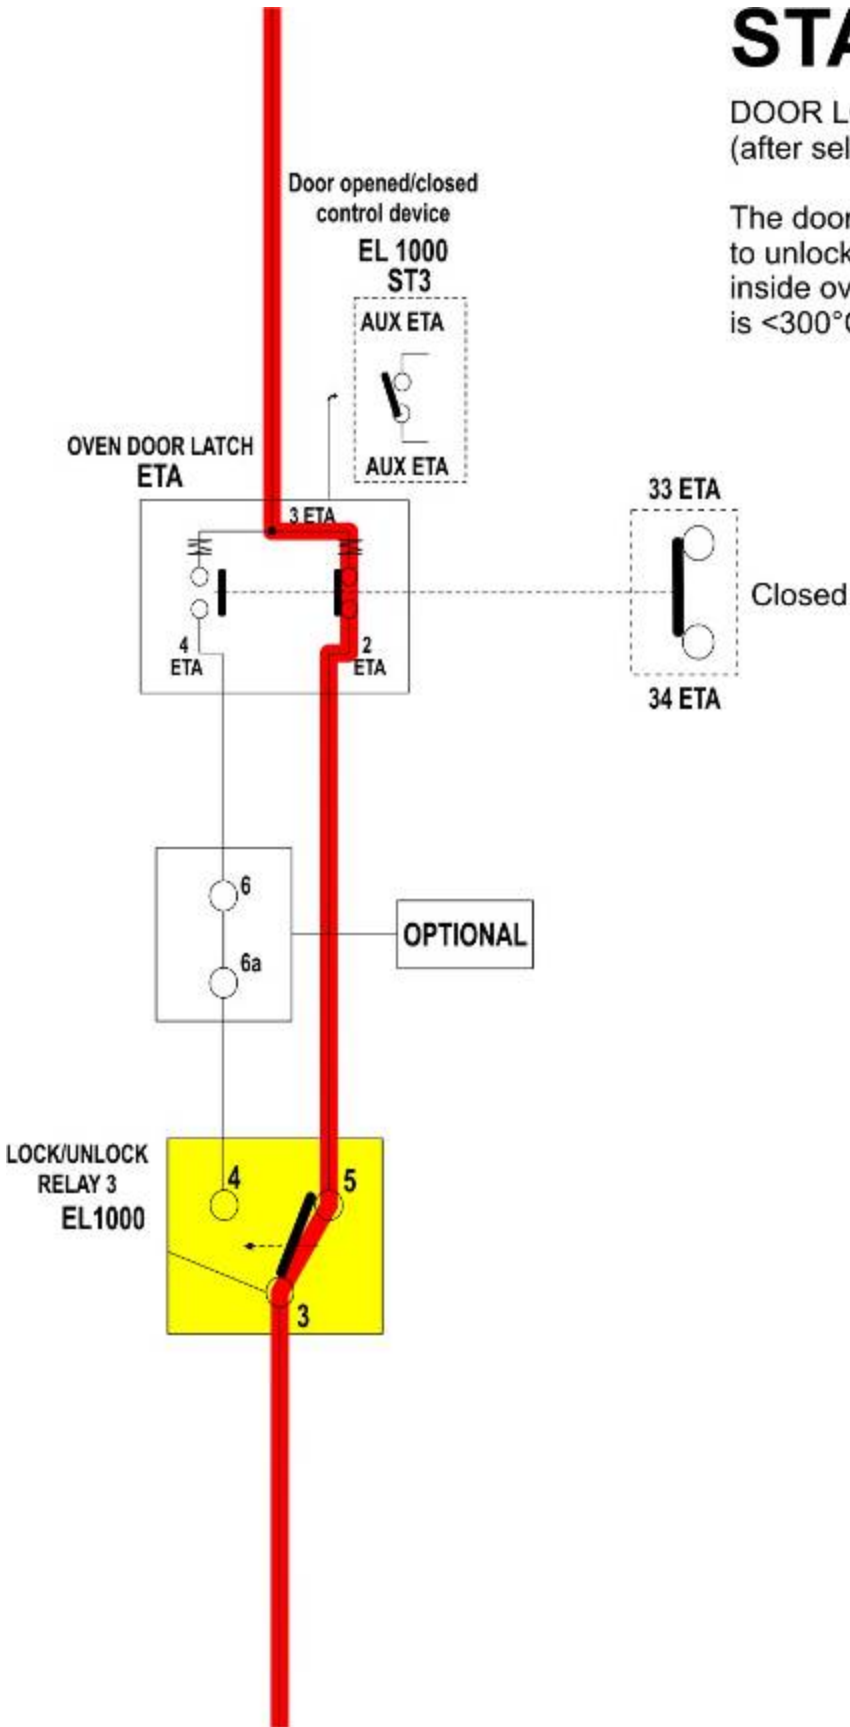 STA
DOOR L
(after sel
The door
to unlock
inside ov
is <300°
Door opened/closed
control device
EL 1000
ST3
AUX ETA
AUX ETA
OVEN DOOR LATCH
ETA
3 ETA
4
ETA
2
ETA
33 ETA
Closed
34 ETA
6
6a
OPTIONAL
LOCK/UNLOCK
RELAY 3
EL1000
4
5
3